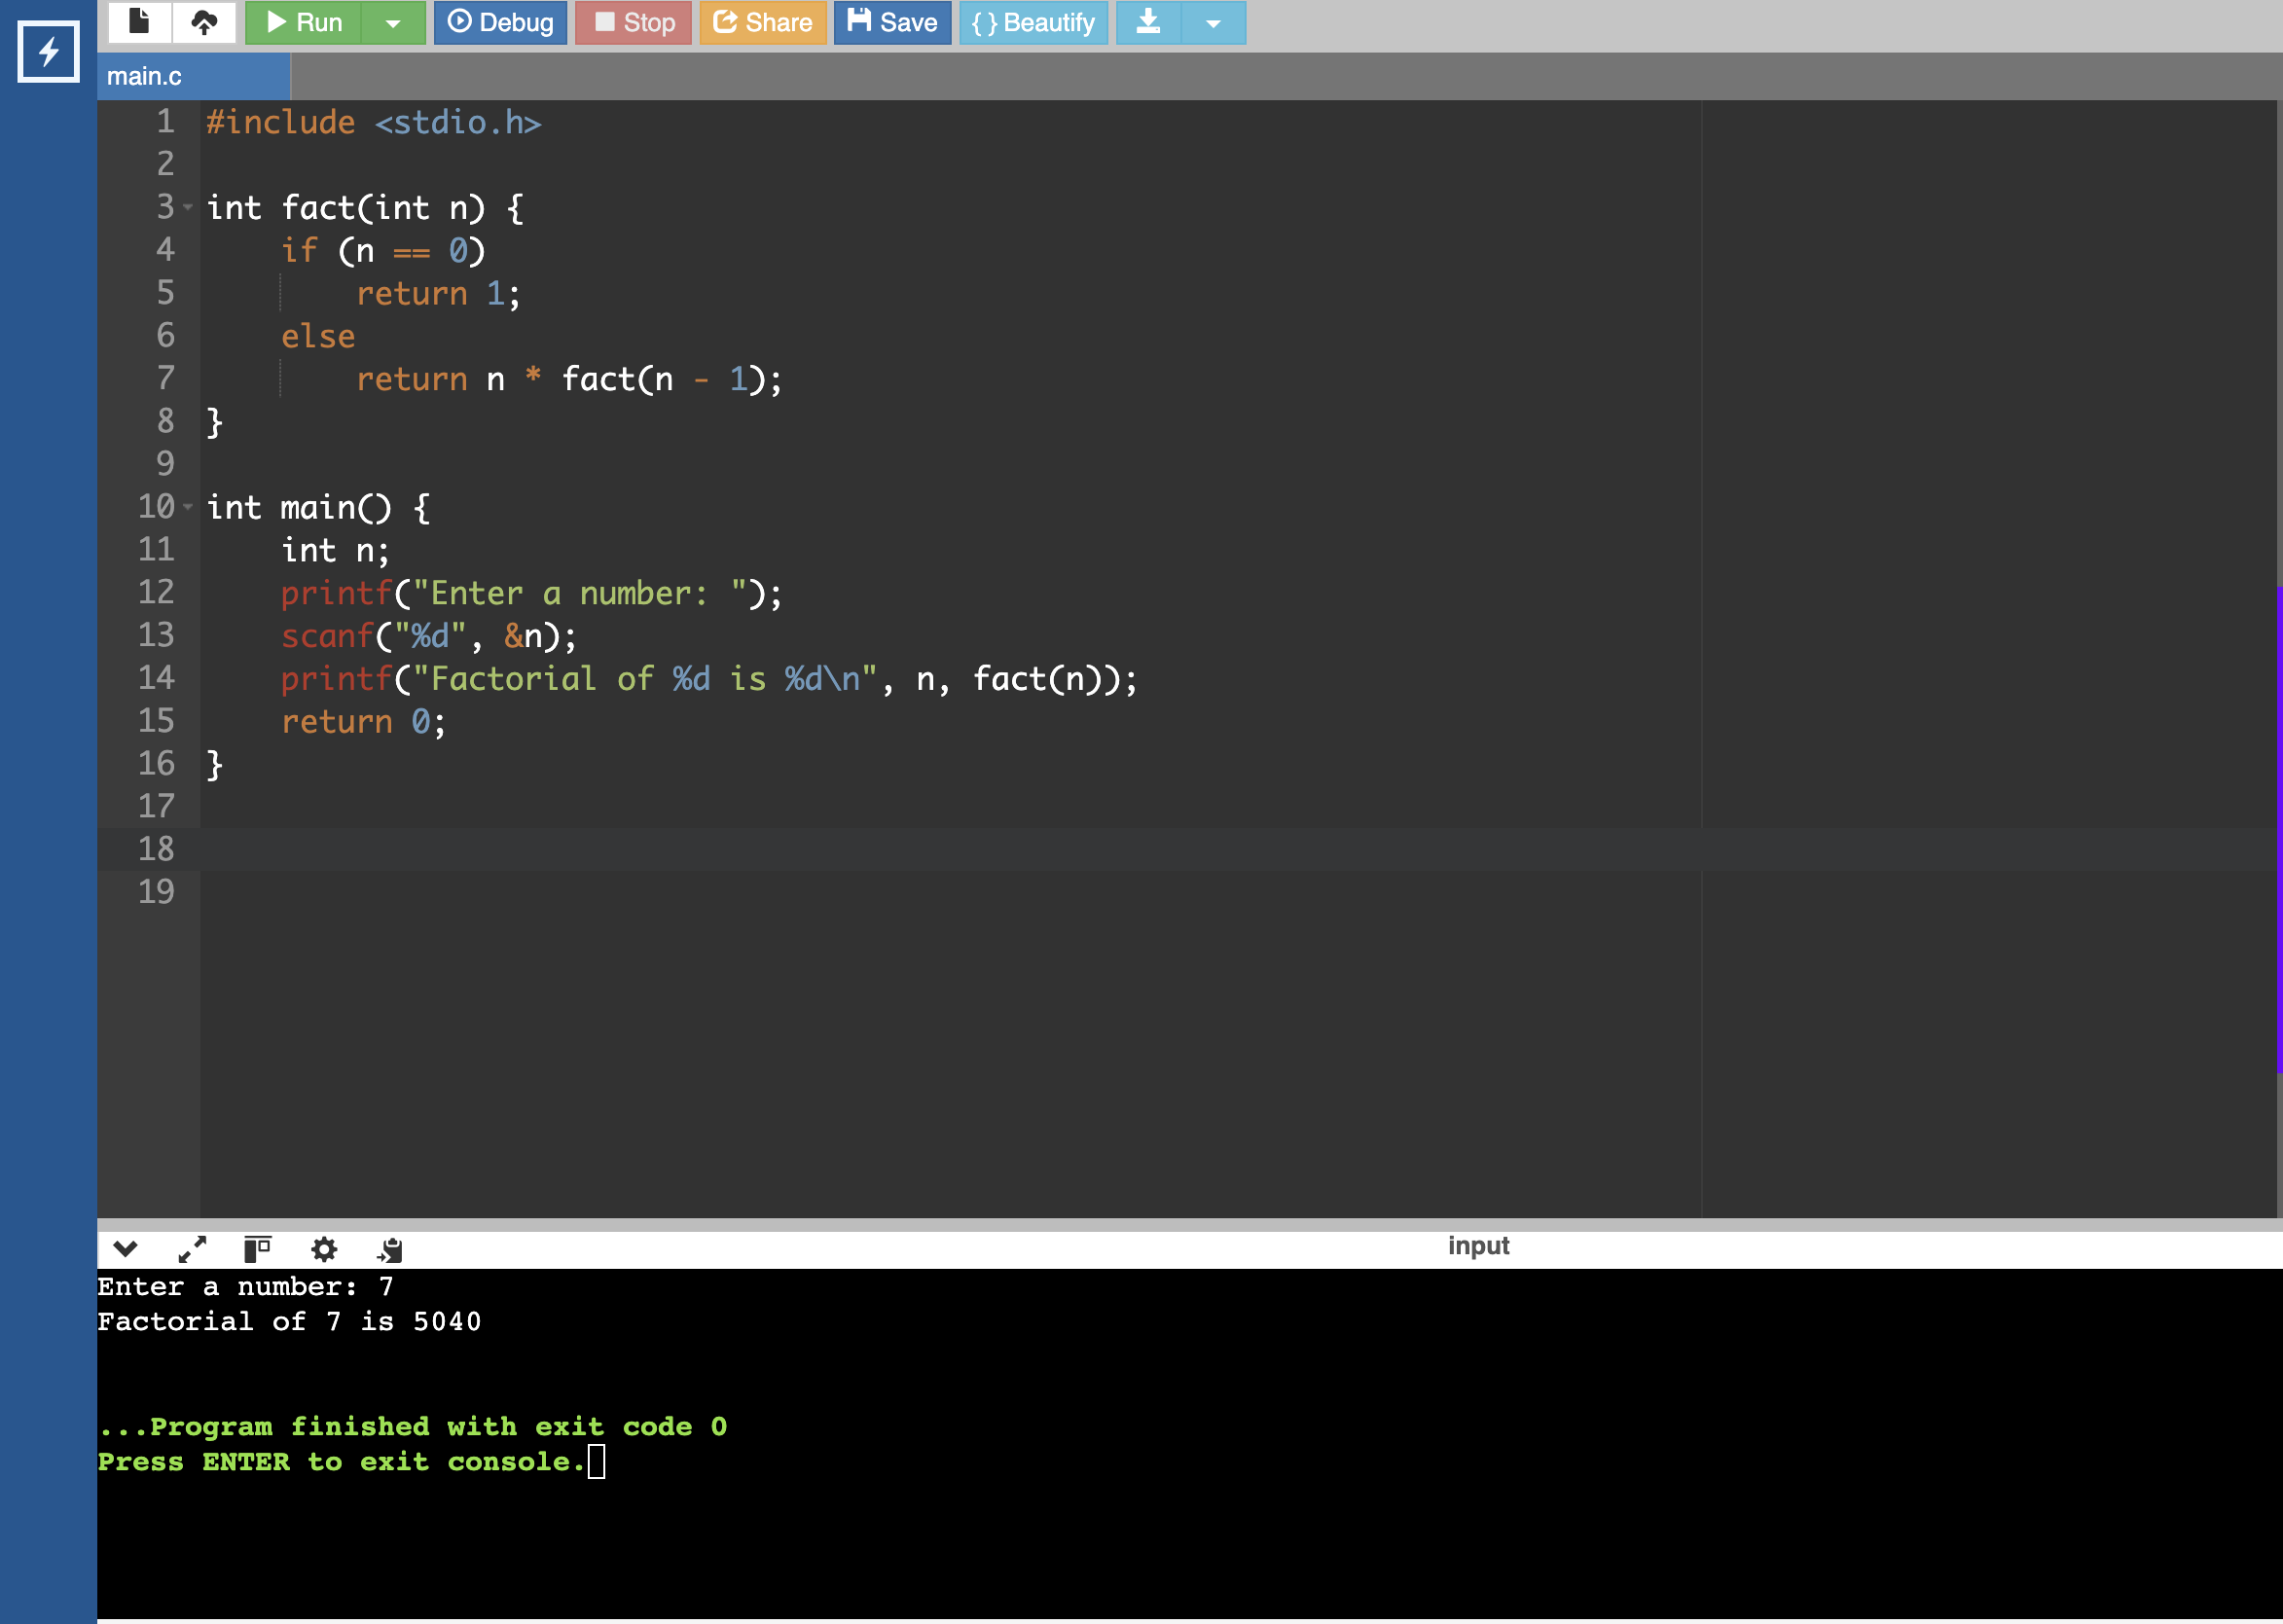 Run Debug Stop Share Save { } Beautify
main.c
1 #include <stdio.h>
2
3 int fact(int n) {
4     if (n == 0)
5         return 1;
6     else
7         return n * fact(n - 1);
8 }
9
10 int main() {
11     int n;
12     printf("Enter a number: ");
13     scanf("%d", &n);
14     printf("Factorial of %d is %d\n", n, fact(n));
15     return 0;
16 }
17
18
19
input
Enter a number: 7
Factorial of 7 is 5040
...Program finished with exit code 0
Press ENTER to exit console.